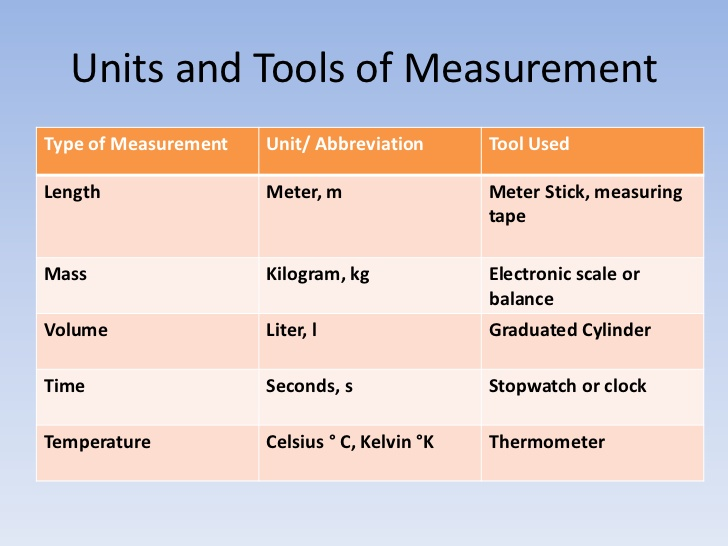 Units and Tools of Measurement
Type of Measurement Unit/ Abbreviation Tool Used
Length Meter, m Meter Stick, measuring
tape
Mass Kilogram, kg Electronic scale or
balance
Volume Liter, l Graduated Cylinder
Time Seconds, s Stopwatch or clock
Temperature Celsius ° C, Kelvin °K Thermometer